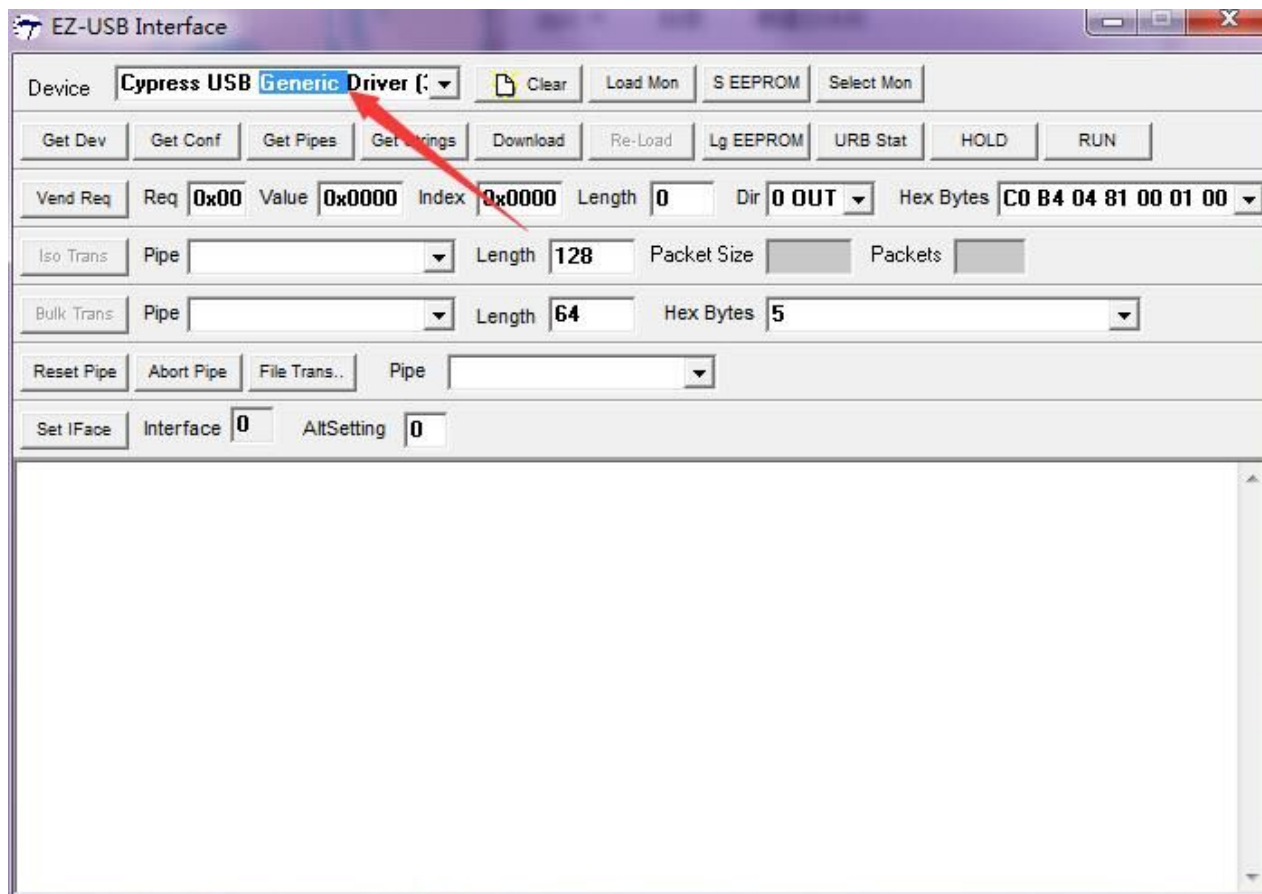 EZ-USB Interface
Device Cypress USB Generic Driver (: Clear Load Mon S EEPROM Select Mon
Get Dev Get Conf Get Pipes Get Strings Download Re-Load Lg EEPROM URB Stat HOLD RUN
Vend Req Req 0x00 Value 0x0000 Index 0x0000 Length 0 Dir 0 OUT Hex Bytes C0 B4 04 81 00 01 00
Iso Trans Pipe Length 128 Packet Size Packets
Bulk Trans Pipe Length 64 Hex Bytes 5
Reset Pipe Abort Pipe File Trans.. Pipe
Set IFace Interface 0 AltSetting 0